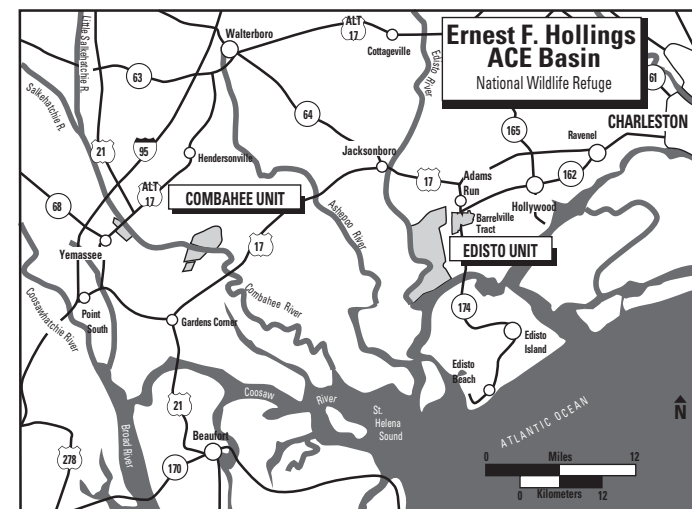 Ernest F. Hollings
ACE Basin
National Wildlife Refuge
Little Salkehatchie R.
Salkehatchie R.
Walterboro
ALT
17
Cottageville
Edisto River
61
CHARLESTON
63
64
165
Ravenel
21
95
Hendersonville
Jacksonboro
17
Adams
Run
162
ALT
17
COMBAHEE UNIT
Hollywood
68
Barrelville
Tract
Ashepoo River
EDISTO UNIT
Yemassee
17
Coosawhatchie River
Combahee River
Point
South
Gardens Corner
174
Edisto
Island
Edisto
Beach
Coosaw
River
St.
Helena
Sound
ATLANTIC OCEAN
N
21
Broad River
Beaufort
278
170
0 Miles 12
0 Kilometers 12